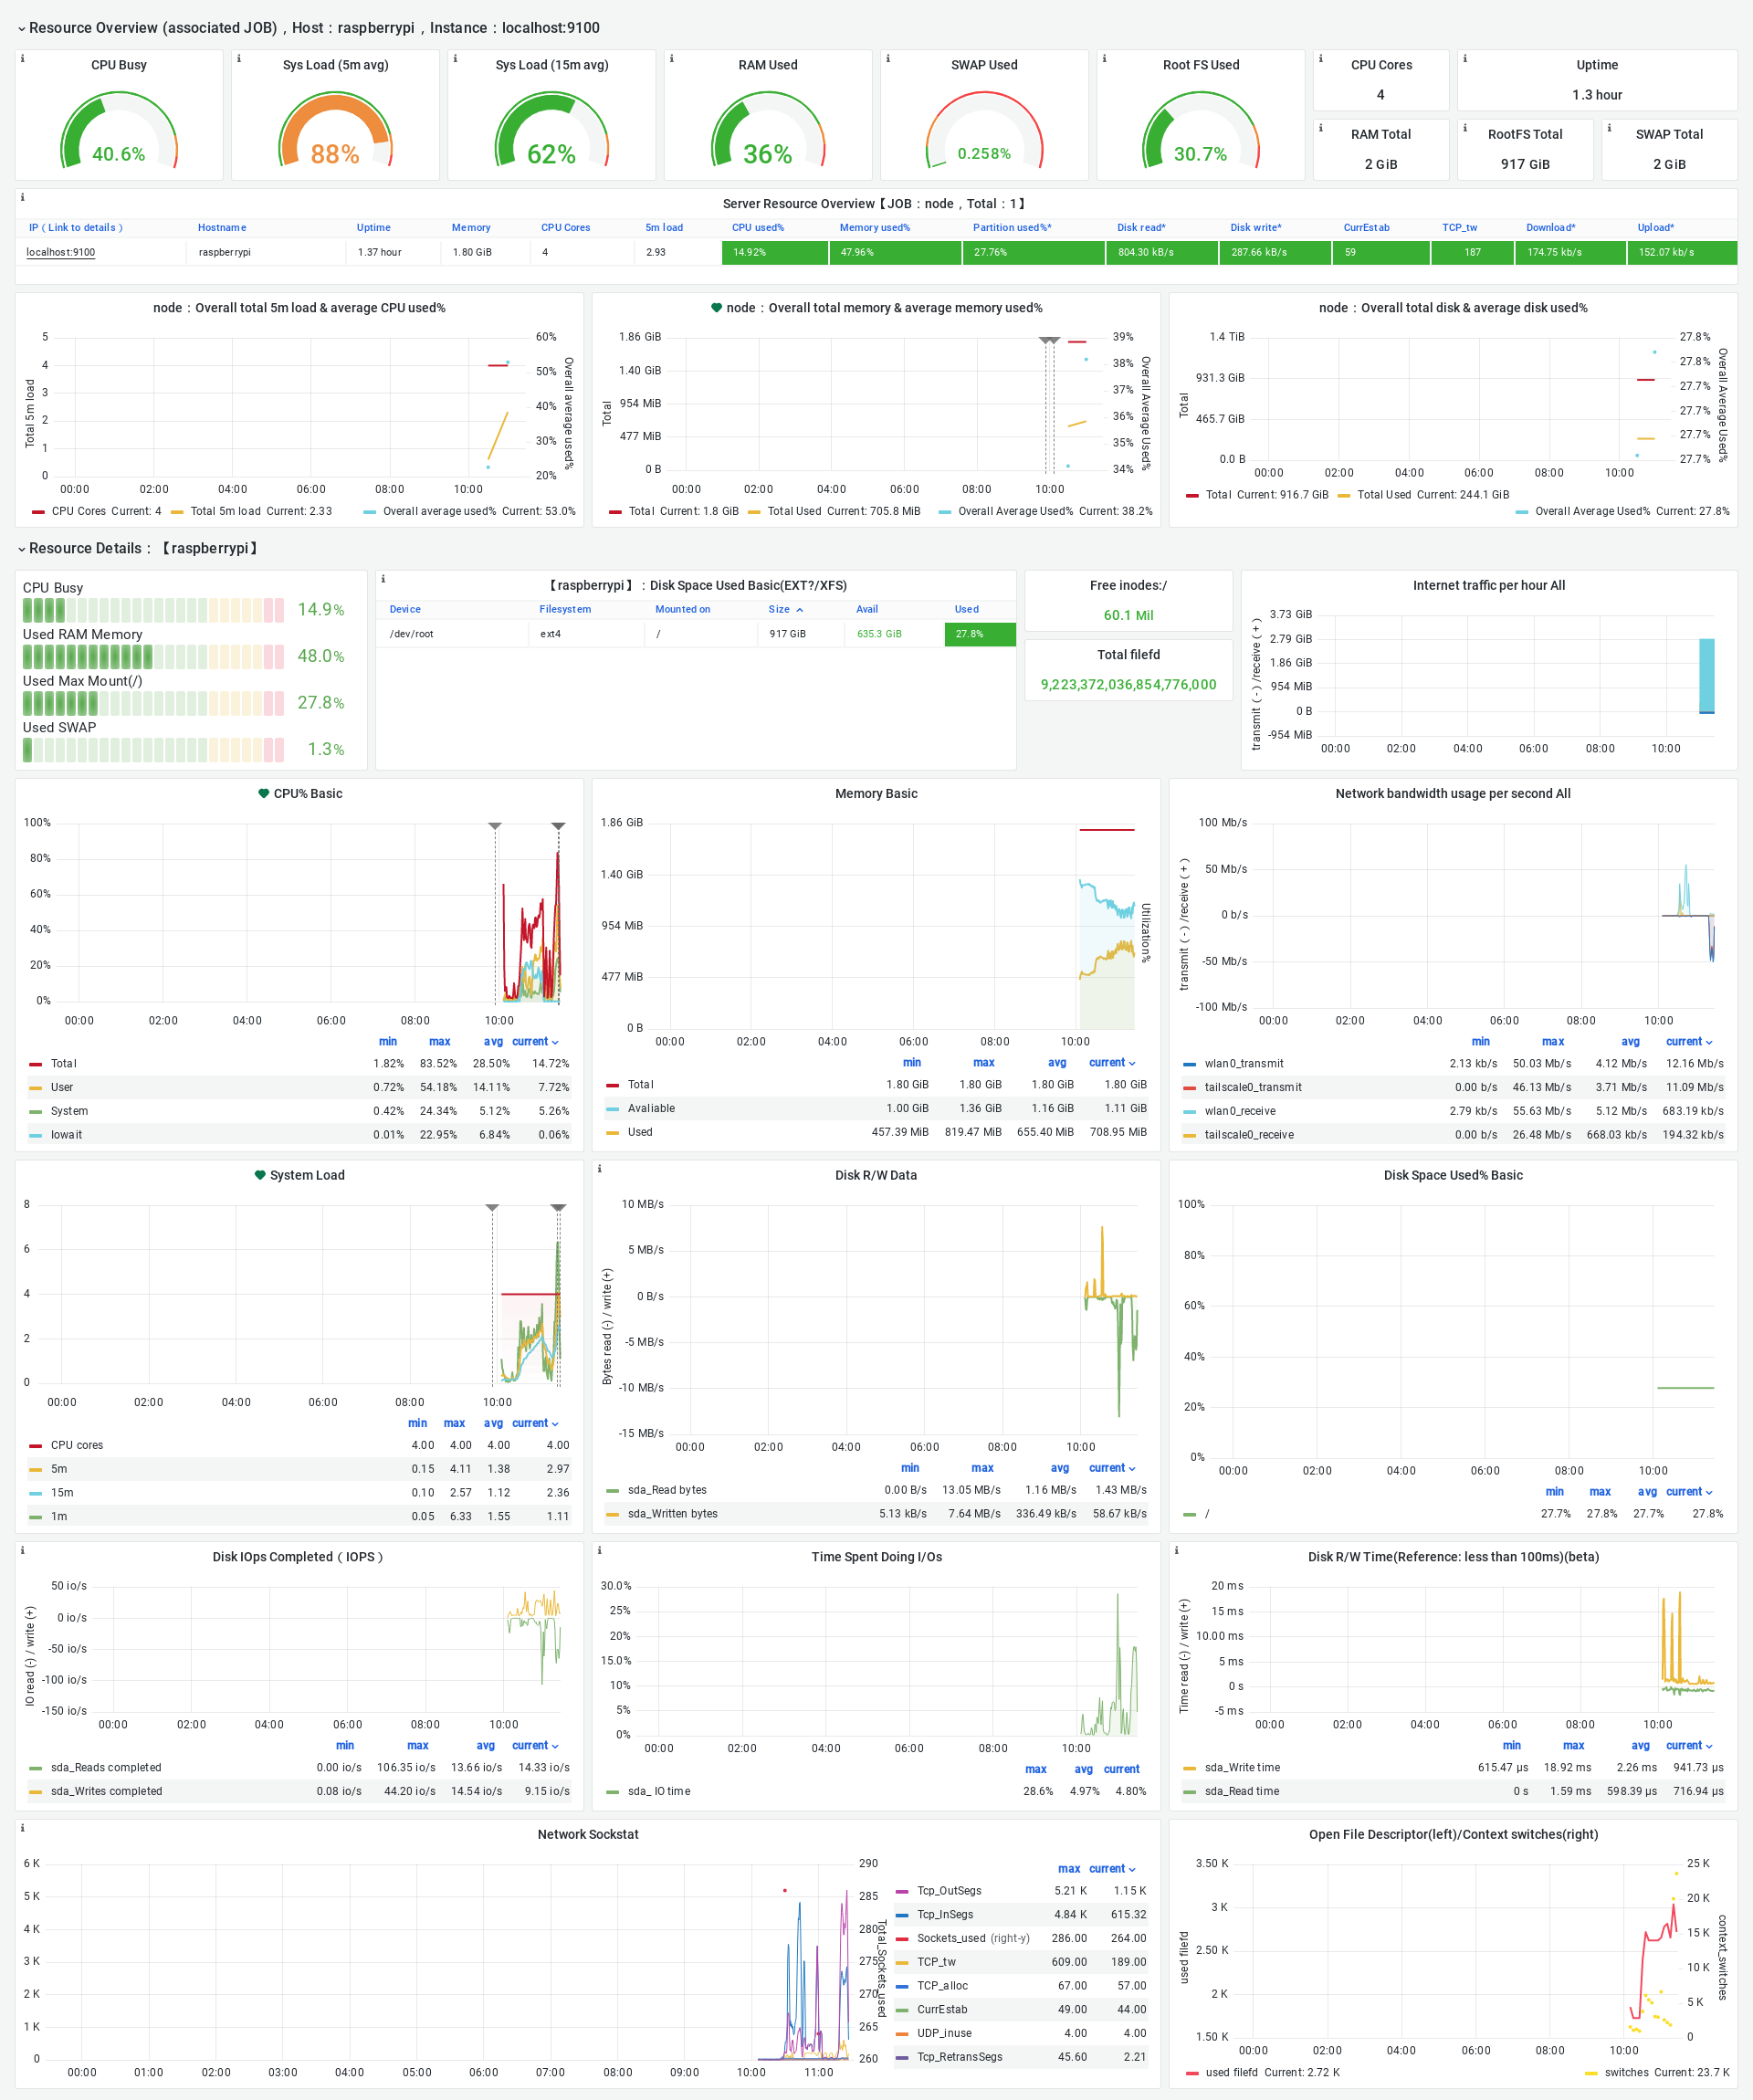 Resource Overview (associated JOB)，Host：raspberrypi，Instance：localhost:9100
CPU Busy
40.6%
Sys Load (5m avg)
88%
Sys Load (15m avg)
62%
RAM Used
36%
SWAP Used
0.258%
Root FS Used
30.7%
CPU Cores
4
Uptime
1.3 hour
RAM Total
2 GiB
RootFS Total
917 GiB
SWAP Total
2 GiB
Server Resource Overview【JOB：node，Total：1】
IP（Link to details） Hostname Uptime Memory CPU Cores 5m load CPU used% Memory used% Partition used%* Disk read* Disk write* CurrEstab TCP_tw Download* Upload*
localhost:9100 raspberrypi 1.37 hour 1.80 GiB 4 2.93 14.92% 47.96% 27.76% 804.30 kB/s 287.66 kB/s 59 187 174.75 kb/s 152.07 kb/s
node：Overall total 5m load & average CPU used%
5
4
3
2
1
0
Total 5m load
60%
50%
40%
30%
20%
Overall average used%
00:00 02:00 04:00 06:00 08:00 10:00
CPU Cores Current: 4 Total 5m load Current: 2.33 Overall average used% Current: 53.0%
node：Overall total memory & average memory used%
1.86 GiB
1.40 GiB
954 MiB
477 MiB
0 B
Total
39%
38%
37%
36%
35%
34%
Overall Average Used%
00:00 02:00 04:00 06:00 08:00 10:00
Total Current: 1.8 GiB Total Used Current: 705.8 MiB Overall Average Used% Current: 38.2%
node：Overall total disk & average disk used%
1.4 TiB
931.3 GiB
465.7 GiB
0.0 B
Total
27.8%
27.8%
27.7%
27.7%
27.7%
27.7%
Overall Average Used%
00:00 02:00 04:00 06:00 08:00 10:00
Total Current: 916.7 GiB Total Used Current: 244.1 GiB
Overall Average Used% Current: 27.8%
Resource Details：【raspberrypi】
CPU Busy
14.9%
Used RAM Memory
48.0%
Used Max Mount(/)
27.8%
Used SWAP
1.3%
【raspberrypi】：Disk Space Used Basic(EXT?/XFS)
Device Filesystem Mounted on Size Avail Used
/dev/root ext4 / 917 GiB 635.3 GiB 27.8%
Free inodes:/
60.1 Mil
Total filefd
9,223,372,036,854,776,000
Internet traffic per hour All
3.73 GiB
2.79 GiB
1.86 GiB
954 MiB
0 B
-954 MiB
transmit（-）/receive（+）
00:00 02:00 04:00 06:00 08:00 10:00
CPU% Basic
100%
80%
60%
40%
20%
0%
00:00 02:00 04:00 06:00 08:00 10:00
min max avg current
Total 1.82% 83.52% 28.50% 14.72%
User 0.72% 54.18% 14.11% 7.72%
System 0.42% 24.34% 5.12% 5.26%
Iowait 0.01% 22.95% 6.84% 0.06%
Memory Basic
1.86 GiB
1.40 GiB
954 MiB
477 MiB
0 B
Utilization%
00:00 02:00 04:00 06:00 08:00 10:00
min max avg current
Total 1.80 GiB 1.80 GiB 1.80 GiB 1.80 GiB
Avaliable 1.00 GiB 1.36 GiB 1.16 GiB 1.11 GiB
Used 457.39 MiB 819.47 MiB 655.40 MiB 708.95 MiB
Network bandwidth usage per second All
100 Mb/s
50 Mb/s
0 b/s
-50 Mb/s
-100 Mb/s
transmit（-）/receive（+）
00:00 02:00 04:00 06:00 08:00 10:00
min max avg current
wlan0_transmit 2.13 kb/s 50.03 Mb/s 4.12 Mb/s 12.16 Mb/s
tailscale0_transmit 0.00 b/s 46.13 Mb/s 3.71 Mb/s 11.09 Mb/s
wlan0_receive 2.79 kb/s 55.63 Mb/s 5.12 Mb/s 683.19 kb/s
tailscale0_receive 0.00 b/s 26.48 Mb/s 668.03 kb/s 194.32 kb/s
System Load
8
6
4
2
0
00:00 02:00 04:00 06:00 08:00 10:00
min max avg current
CPU cores 4.00 4.00 4.00 4.00
5m 0.15 4.11 1.38 2.97
15m 0.10 2.57 1.12 2.36
1m 0.05 6.33 1.55 1.11
Disk R/W Data
10 MB/s
5 MB/s
0 B/s
-5 MB/s
-10 MB/s
-15 MB/s
Bytes read (-) / write (+)
00:00 02:00 04:00 06:00 08:00 10:00
min max avg current
sda_Read bytes 0.00 B/s 13.05 MB/s 1.16 MB/s 1.43 MB/s
sda_Written bytes 5.13 kB/s 7.64 MB/s 336.49 kB/s 58.67 kB/s
Disk Space Used% Basic
100%
80%
60%
40%
20%
0%
00:00 02:00 04:00 06:00 08:00 10:00
min max avg current
/ 27.7% 27.8% 27.7% 27.8%
Disk IOps Completed（IOPS）
50 io/s
0 io/s
-50 io/s
-100 io/s
-150 io/s
IO read (-) / write (+)
00:00 02:00 04:00 06:00 08:00 10:00
min max avg current
sda_Reads completed 0.00 io/s 106.35 io/s 13.66 io/s 14.33 io/s
sda_Writes completed 0.08 io/s 44.20 io/s 14.54 io/s 9.15 io/s
Time Spent Doing I/Os
30.0%
25%
20%
15.0%
10%
5%
0%
00:00 02:00 04:00 06:00 08:00 10:00
max avg current
sda_ IO time 28.6% 4.97% 4.80%
Disk R/W Time(Reference: less than 100ms)(beta)
20 ms
15 ms
10.00 ms
5 ms
0 s
-5 ms
Time read (-) / write (+)
00:00 02:00 04:00 06:00 08:00 10:00
min max avg current
sda_Write time 615.47 µs 18.92 ms 2.26 ms 941.73 µs
sda_Read time 0 s 1.59 ms 598.39 µs 716.94 µs
Network Sockstat
6 K
5 K
4 K
3 K
2 K
1 K
0
290
285
280
275
270
265
260
Total_Sockets_used
00:00 01:00 02:00 03:00 04:00 05:00 06:00 07:00 08:00 09:00 10:00 11:00
max current
Tcp_OutSegs 5.21 K 1.15 K
Tcp_InSegs 4.84 K 615.32
Sockets_used (right-y) 286.00 264.00
TCP_tw 609.00 189.00
TCP_alloc 67.00 57.00
CurrEstab 49.00 44.00
UDP_inuse 4.00 4.00
Tcp_RetransSegs 45.60 2.21
Open File Descriptor(left)/Context switches(right)
3.50 K
3 K
2.50 K
2 K
1.50 K
used filefd
25 K
20 K
15 K
10 K
5 K
0
context_switches
00:00 02:00 04:00 06:00 08:00 10:00
used filefd Current: 2.72 K switches Current: 23.7 K